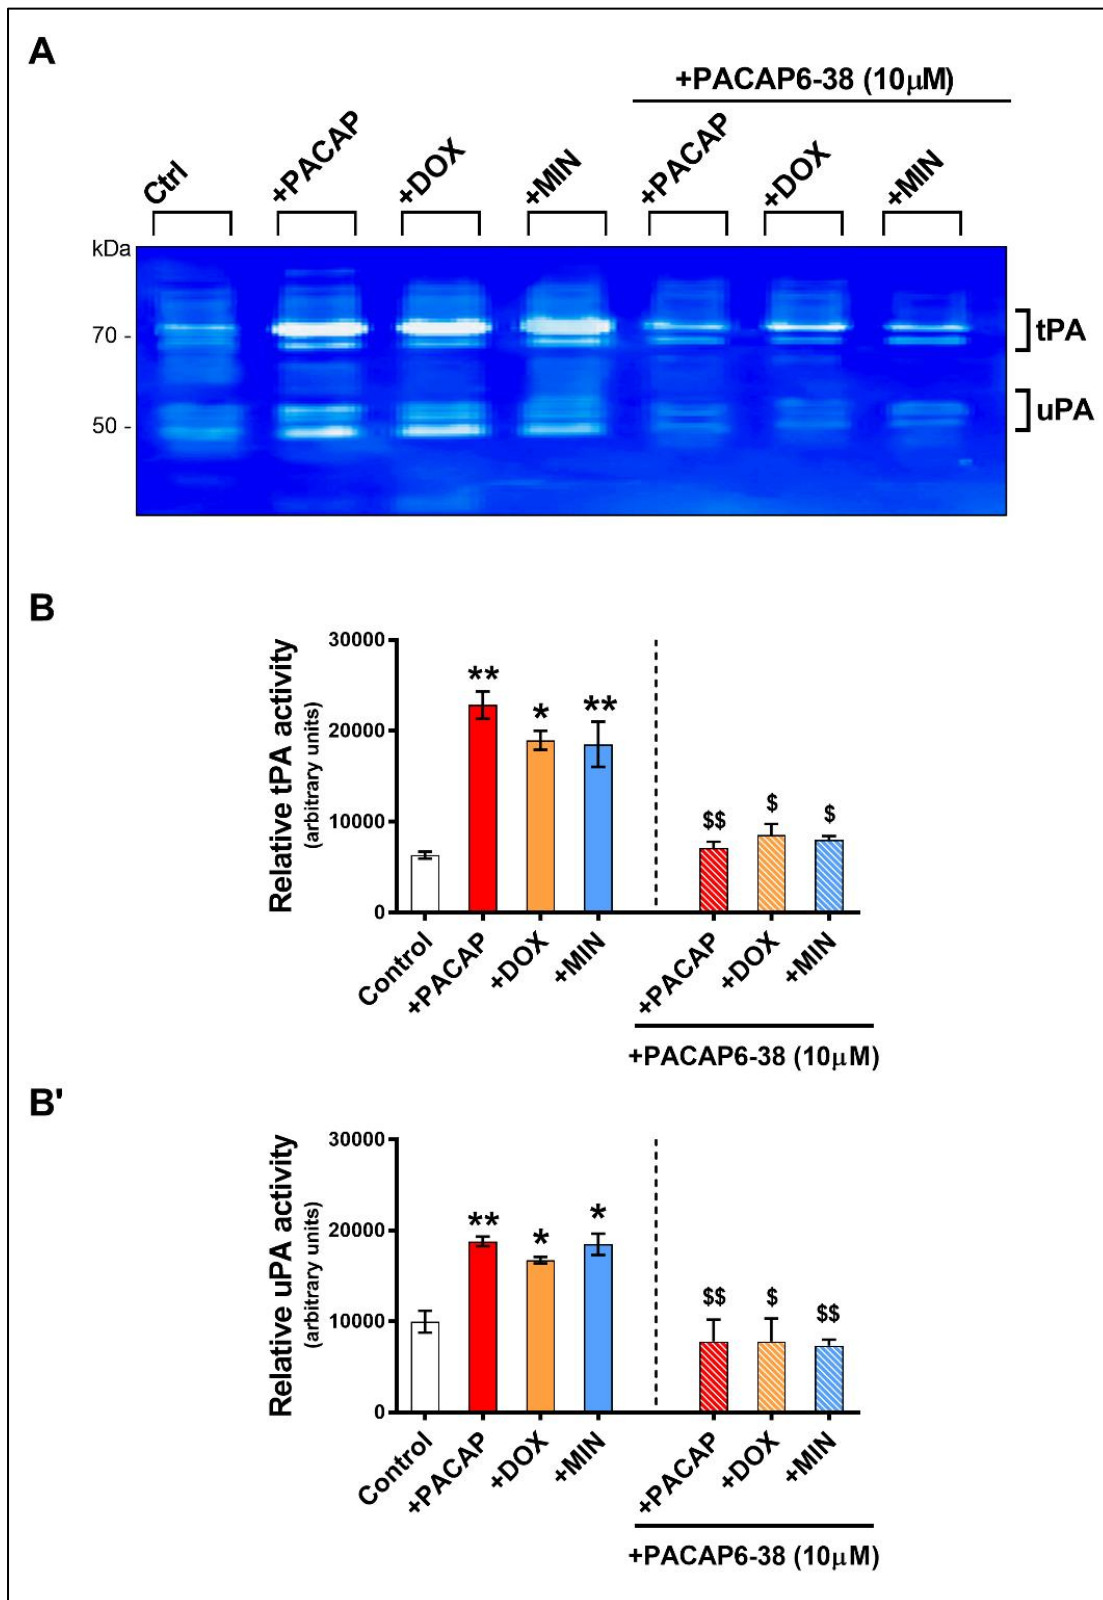 A
+PACAP6-38 (10μM)
Ctrl
+PACAP
+DOX
+MIN
+PACAP
+DOX
+MIN
kDa
70 -
50 -
tPA
uPA
B
Relative tPA activity
(arbitrary units)
30000
20000
10000
0
**
*
**
$$
$
$
Control
+PACAP
+DOX
+MIN
+PACAP
+DOX
+MIN
+PACAP6-38 (10μM)
B'
Relative uPA activity
(arbitrary units)
30000
20000
10000
0
**
*
*
$$
$
$$
Control
+PACAP
+DOX
+MIN
+PACAP
+DOX
+MIN
+PACAP6-38 (10μM)